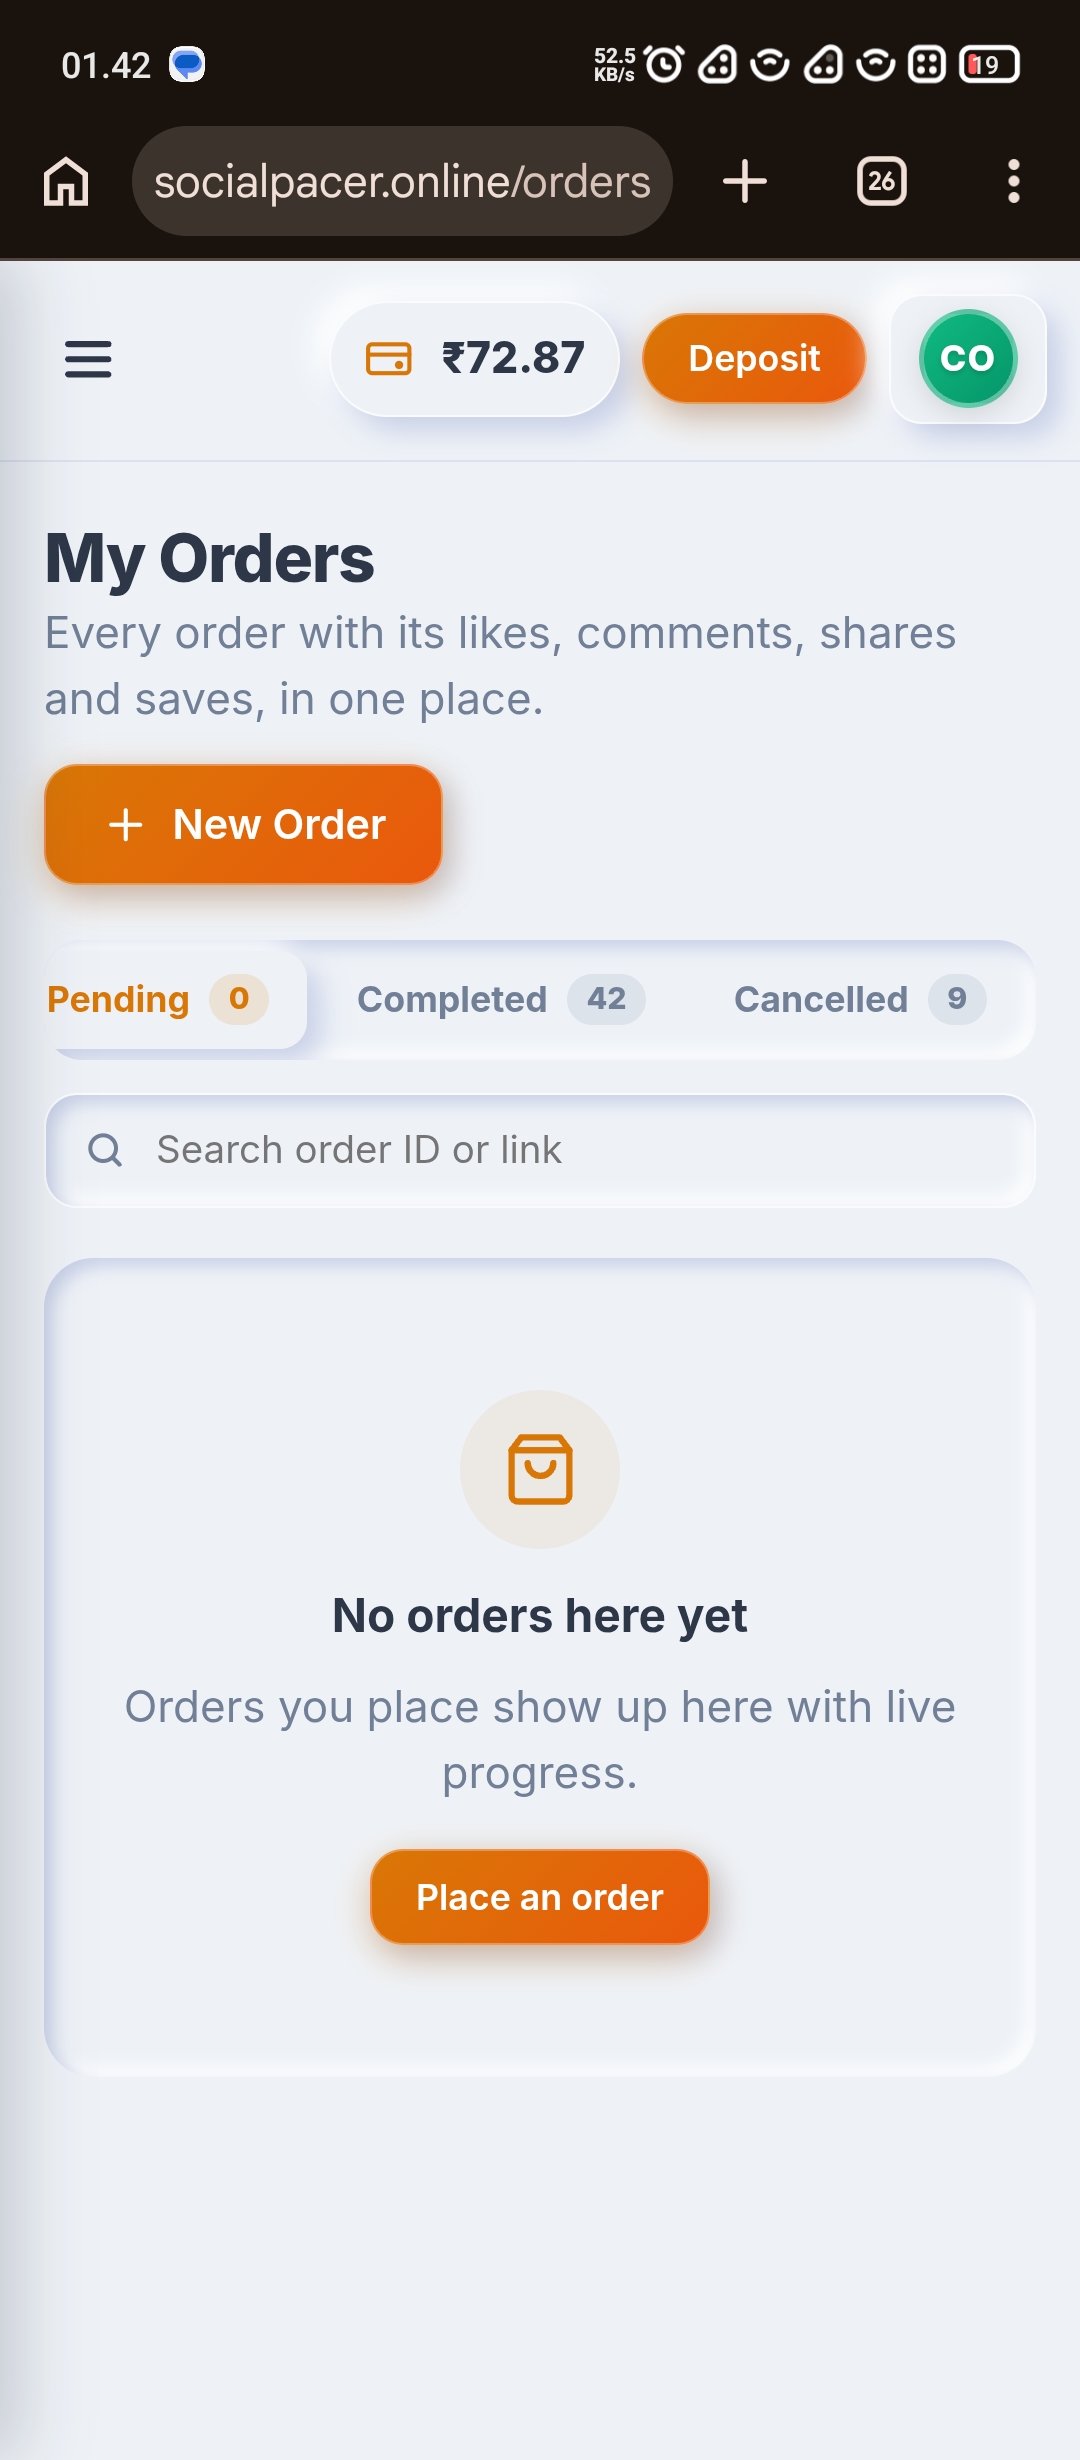 01.42
52.5
KB/s
19
socialpacer.online/orders
26
₹72.87
Deposit
CO
My Orders
Every order with its likes, comments, shares
and saves, in one place.
+ New Order
Pending 0 Completed 42 Cancelled 9
Search order ID or link
No orders here yet
Orders you place show up here with live
progress.
Place an order